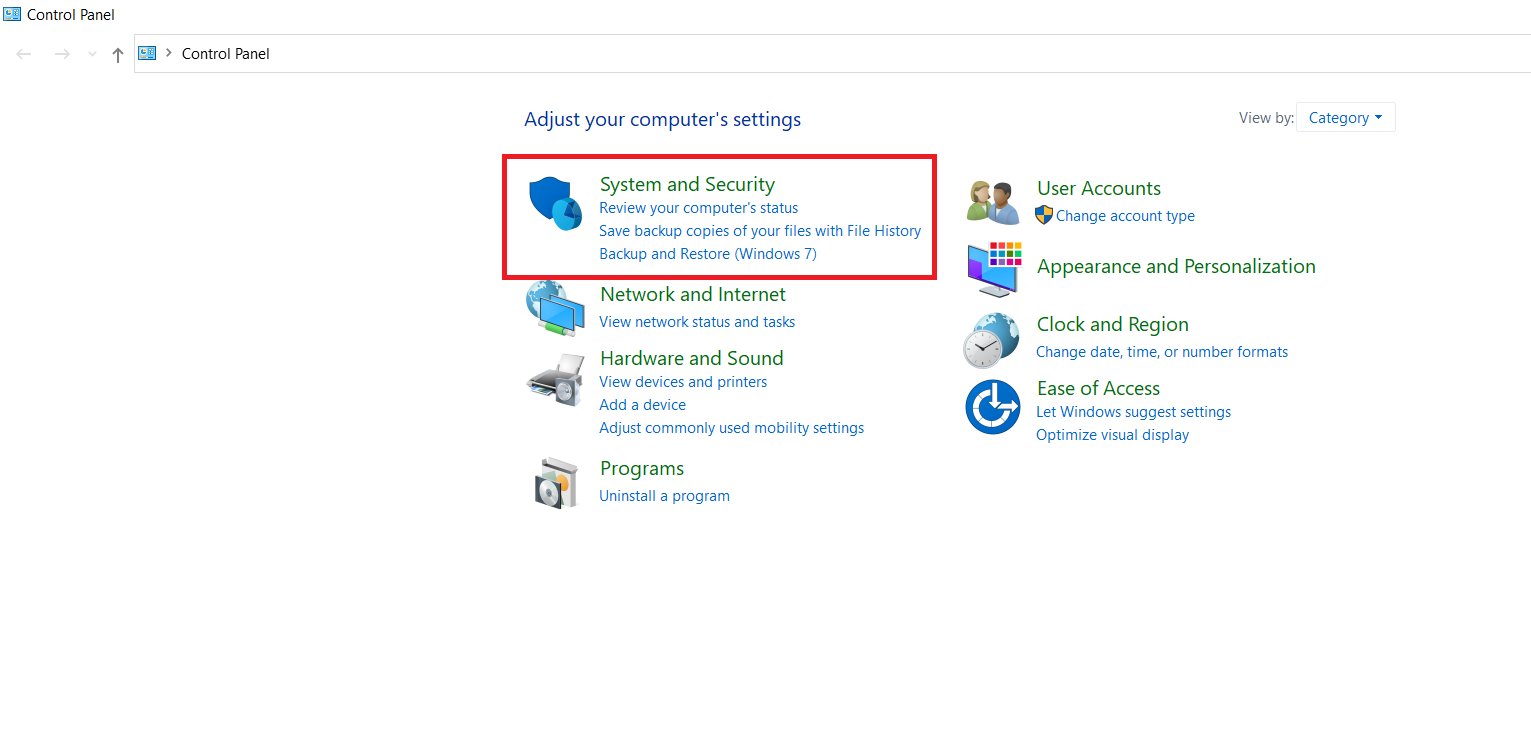 Control Panel
Control Panel
Adjust your computer's settings
View by: Category
System and Security
Review your computer's status
Save backup copies of your files with File History
Backup and Restore (Windows 7)
Network and Internet
View network status and tasks
Hardware and Sound
View devices and printers
Add a device
Adjust commonly used mobility settings
Programs
Uninstall a program
User Accounts
Change account type
Appearance and Personalization
Clock and Region
Change date, time, or number formats
Ease of Access
Let Windows suggest settings
Optimize visual display